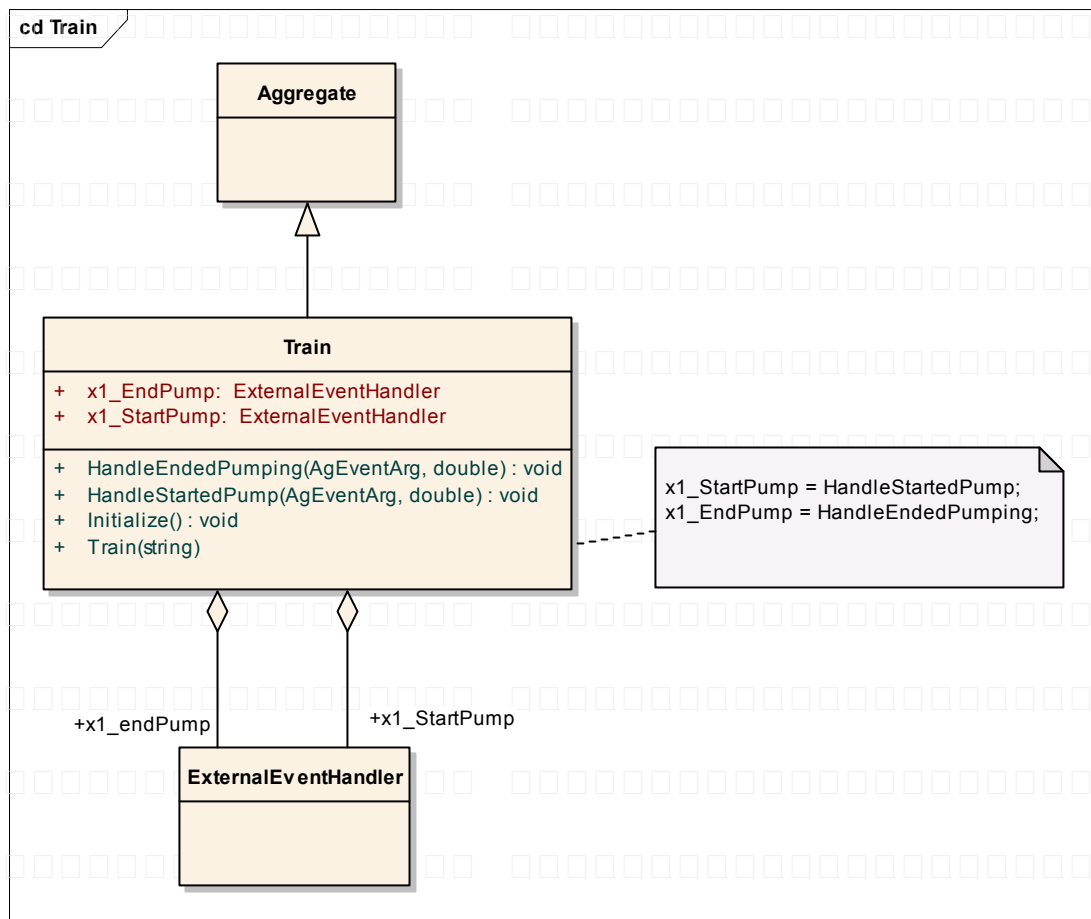 cd Train
Aggregate
Train
+ x1_EndPump: ExternalEventHandler
+ x1_StartPump: ExternalEventHandler
+ HandleEndedPumping(AgEventArg, double) : void
+ HandleStartedPump(AgEventArg, double) : void
+ Initialize() : void
+ Train(string)
x1_StartPump = HandleStartedPump;
x1_EndPump = HandleEndedPumping;
+x1_endPump
+x1_StartPump
ExternalEventHandler